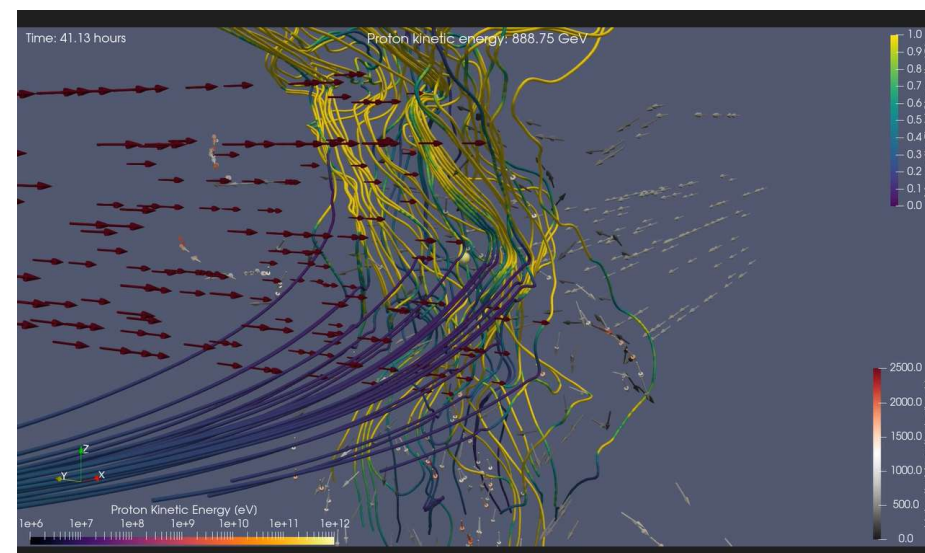 Time: 41.13 hours
Proton kinetic energy: 888.75 GeV
1.0
0.9
0.8
0.7
0.6
0.5
0.4
0.3
0.2
0.1
0.0
2500.0
2000.0
1500.0
1000.0
500.0
0.0
Z
Y
X
Proton Kinetic Energy (eV)
1e+6 1e+7 1e+8 1e+9 1e+10 1e+11 1e+12